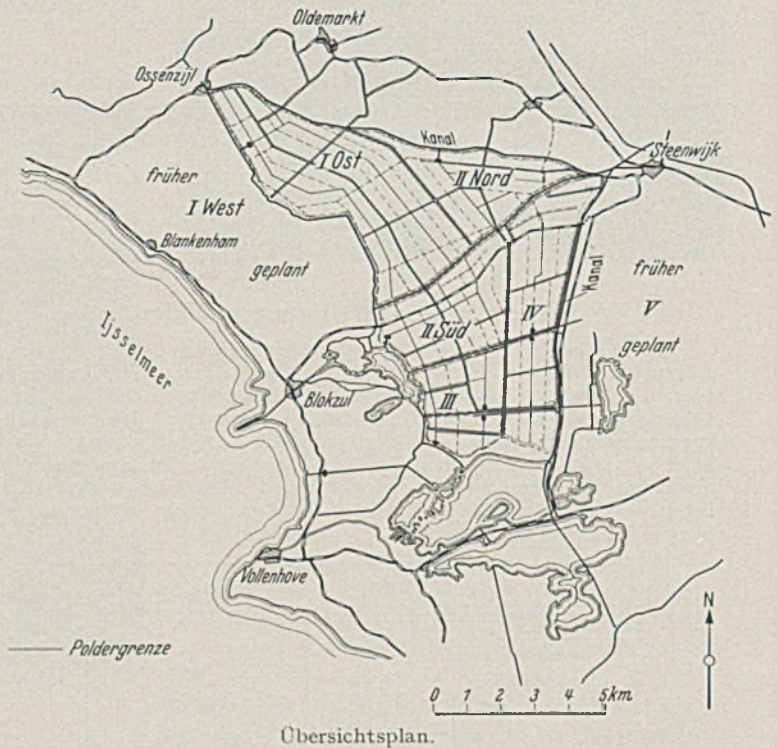 Oldemarkt
Ossenzijl
Kanal
Steenwijk
I Ost
II Nord
früher
I West
geplant
Blankenham
Kanal
früher
V
geplant
IV
II Süd
III
Ijsselmeer
Blokzul
Vollenhove
N
Poldergrenze
0 1 2 3 4 5km
Übersichtsplan.